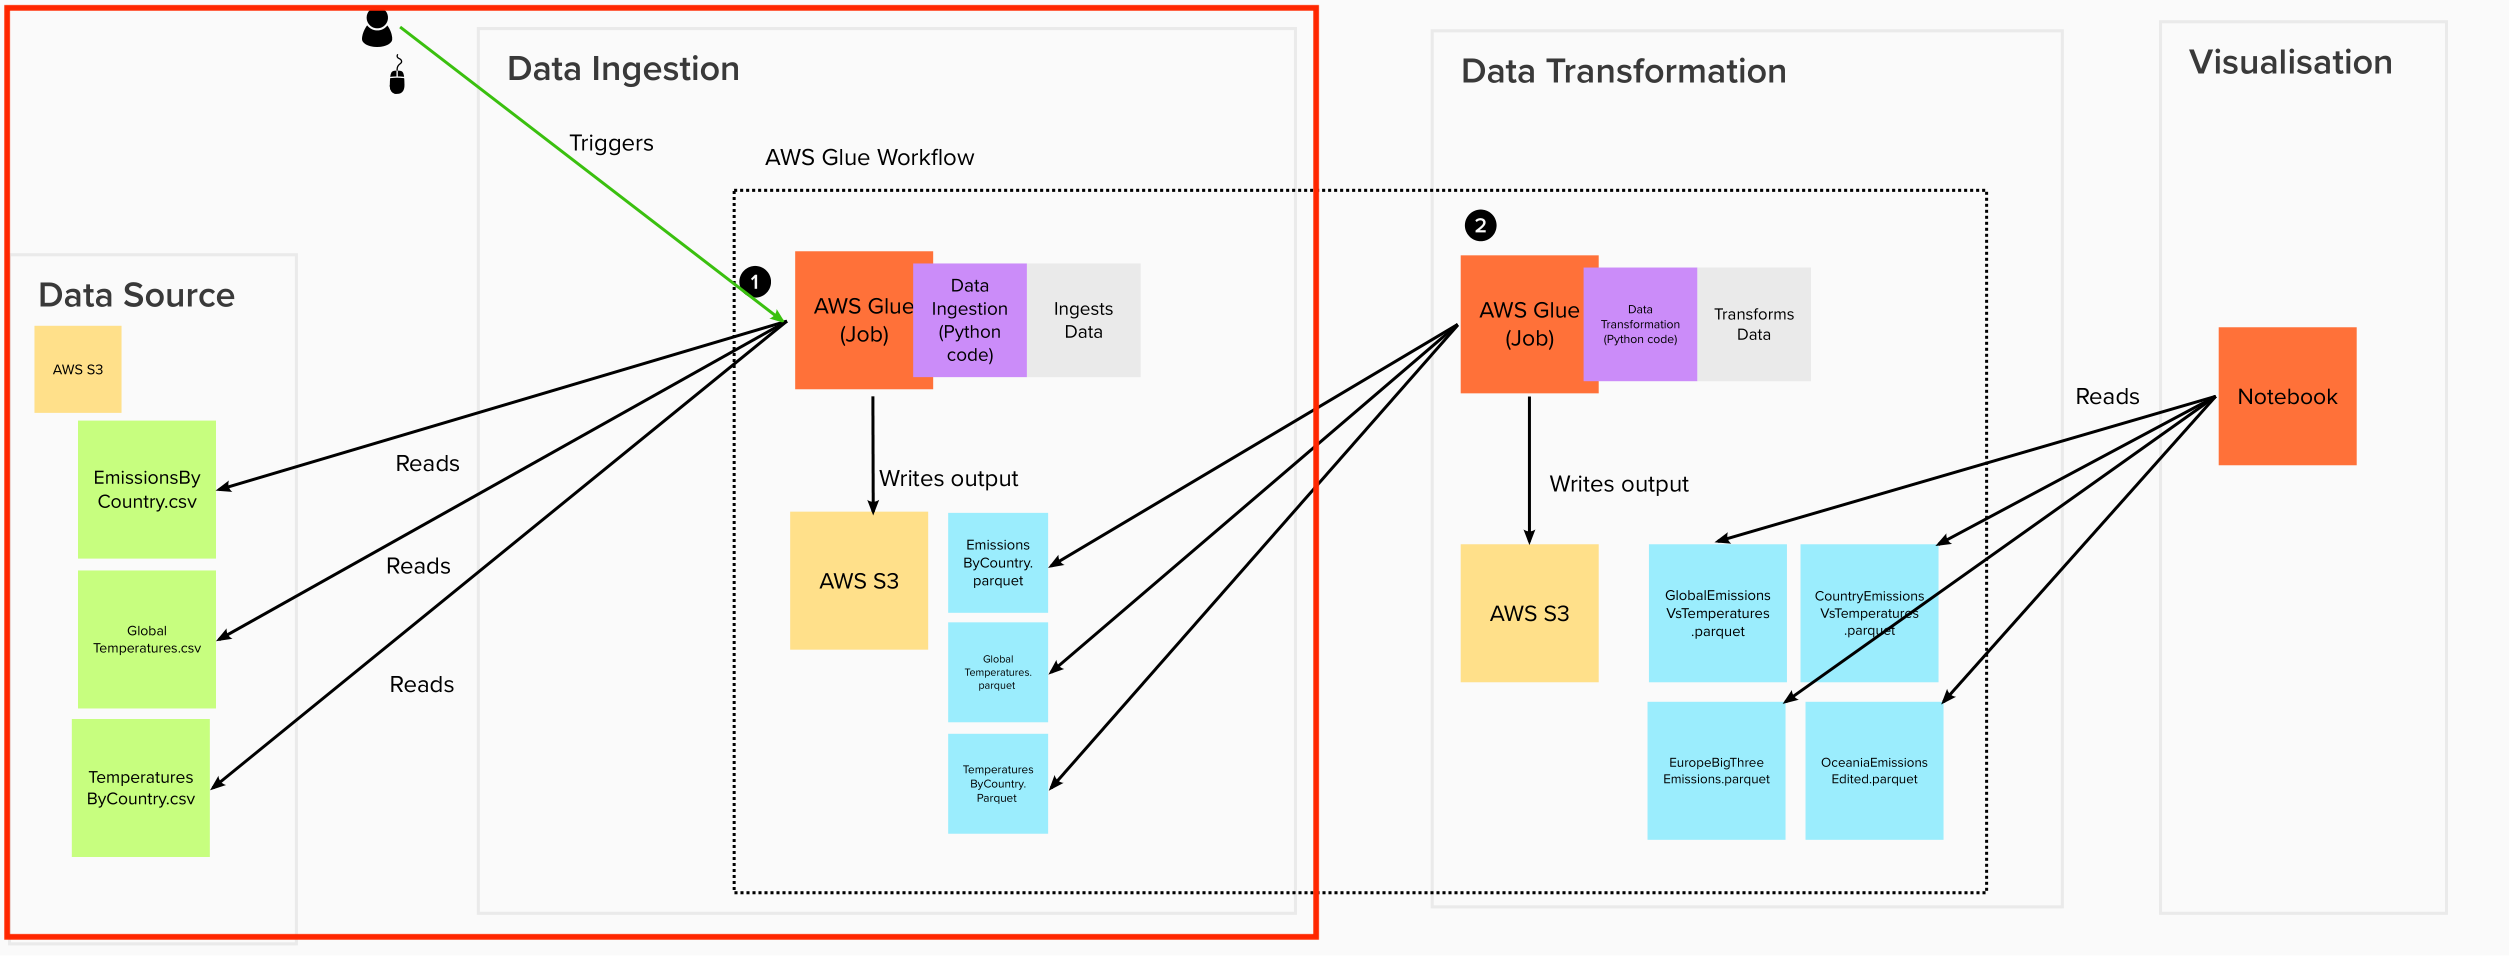 Data Ingestion
Data Transformation
Visualisation
Triggers
AWS Glue Workflow
Data Source
AWS S3
EmissionsBy
Country.csv
Global
Temperatures.csv
Temperatures
ByCountry.csv
Reads
Reads
Reads
1
AWS Glue
(Job)
Data
Ingestion
(Python
code)
Ingests
Data
Writes output
AWS S3
Emissions
ByCountry.
parquet
Global
Temperatures.
parquet
Temperatures
ByCountry.
Parquet
2
AWS Glue
(Job)
Data
Transformation
(Python code)
Transforms
Data
Writes output
AWS S3
GlobalEmissions
VsTemperatures
.parquet
CountryEmissions
VsTemperatures
.parquet
EuropeBigThree
Emissions.parquet
OceaniaEmissions
Edited.parquet
Reads
Notebook